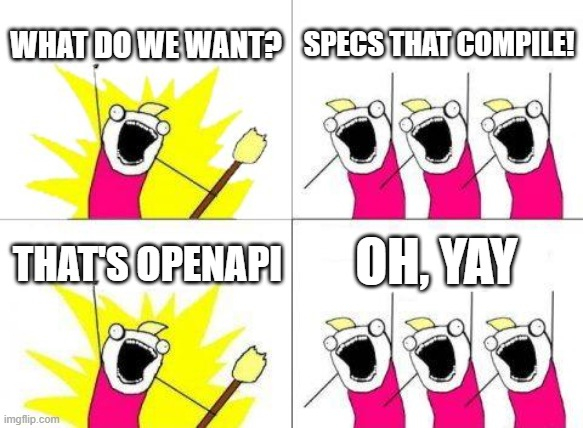 WHAT DO WE WANT?
SPECS THAT COMPILE!
THAT'S OPENAPI
OH, YAY
imgflip.com